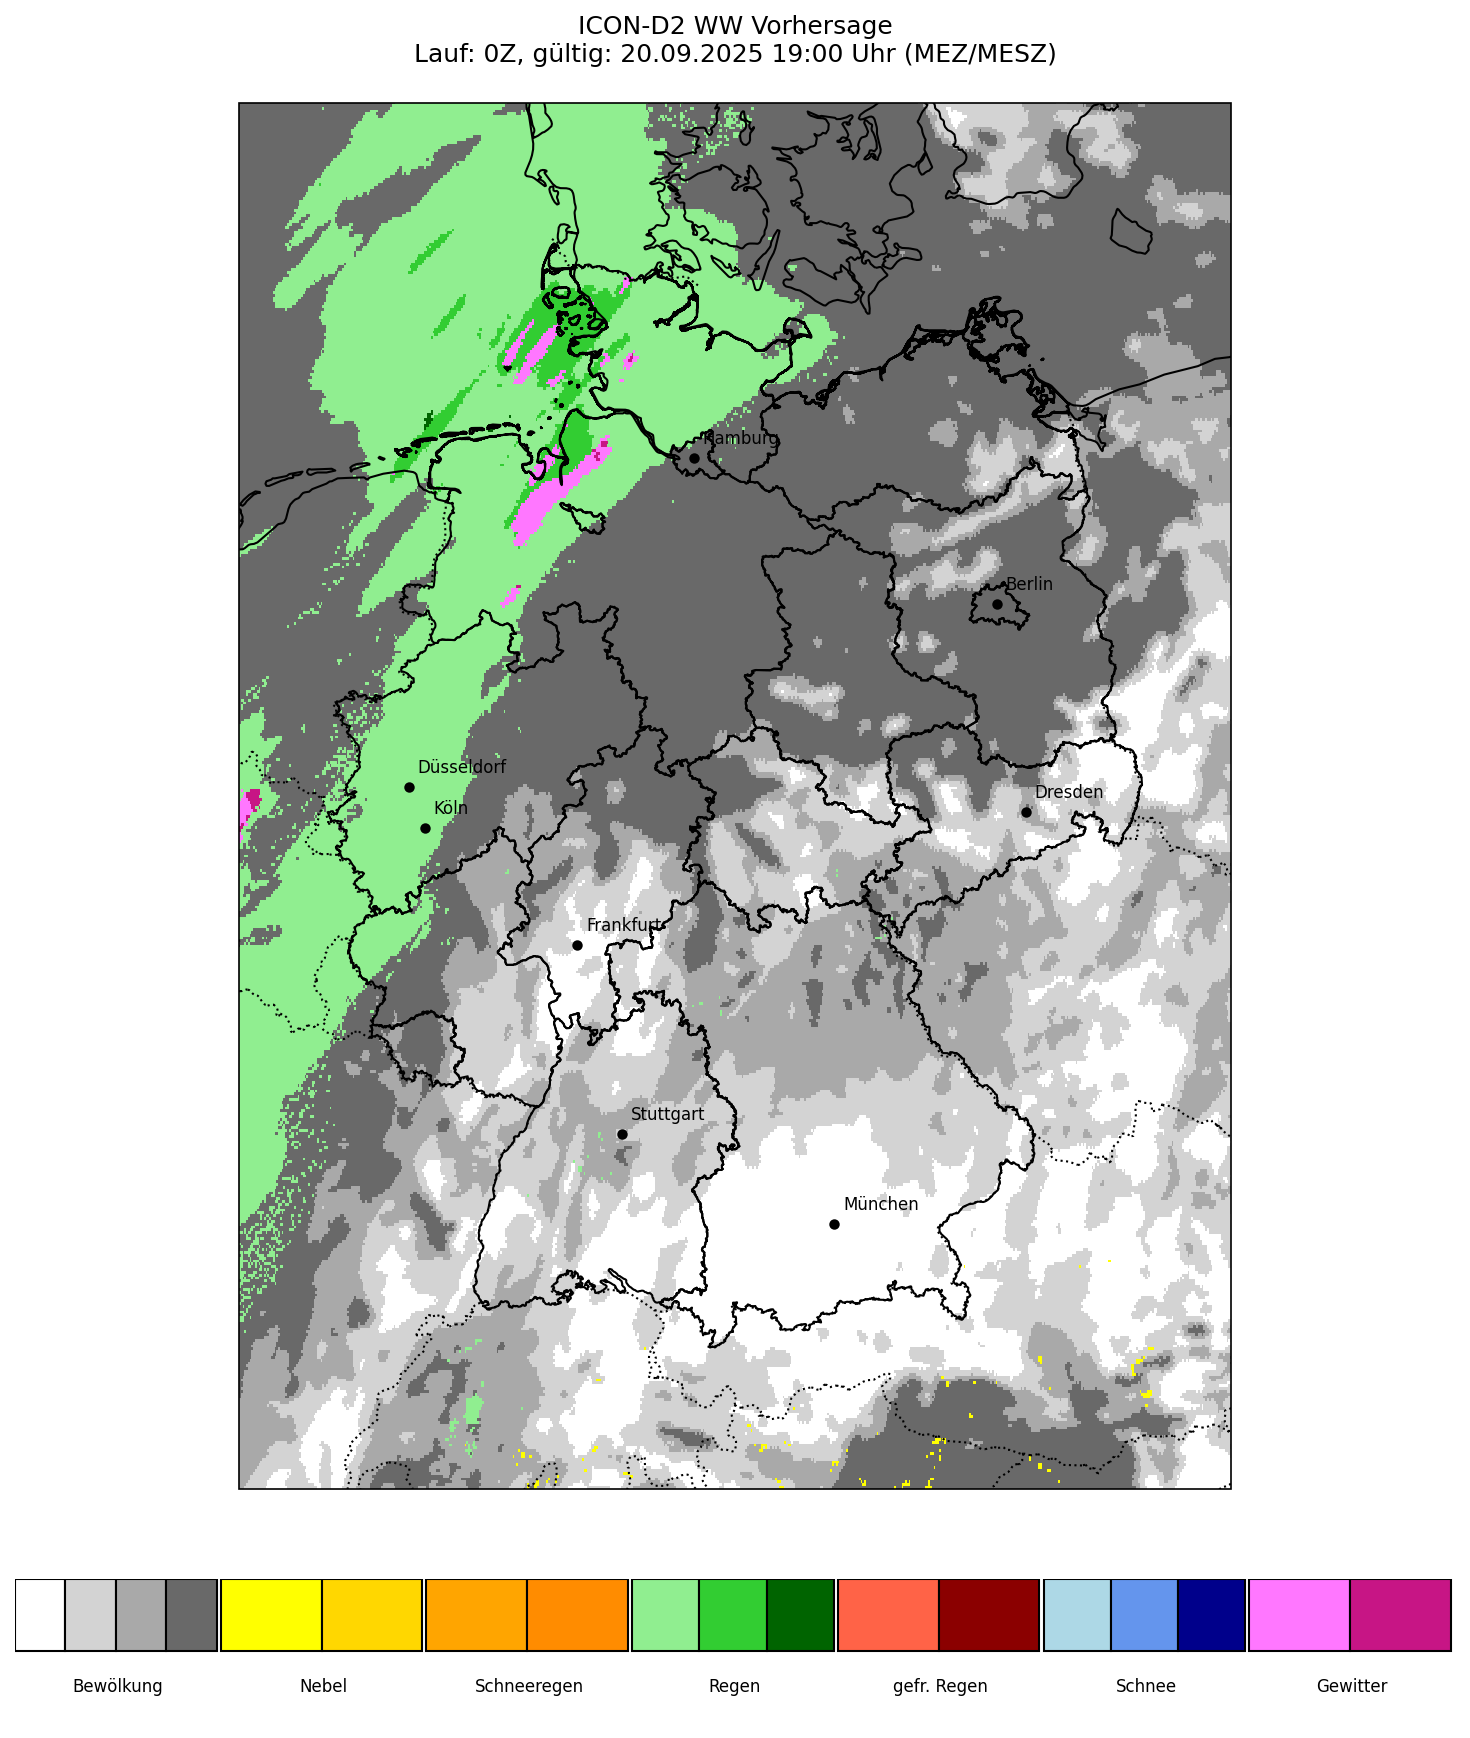 ICON-D2 WW Vorhersage
Lauf: 0Z, gültig: 20.09.2025 19:00 Uhr (MEZ/MESZ)
Hamburg
Berlin
Düsseldorf
Dresden
Köln
Frankfurt
Stuttgart
München
Bewölkung
Nebel
Schneeregen
Regen
gefr. Regen
Schnee
Gewitter